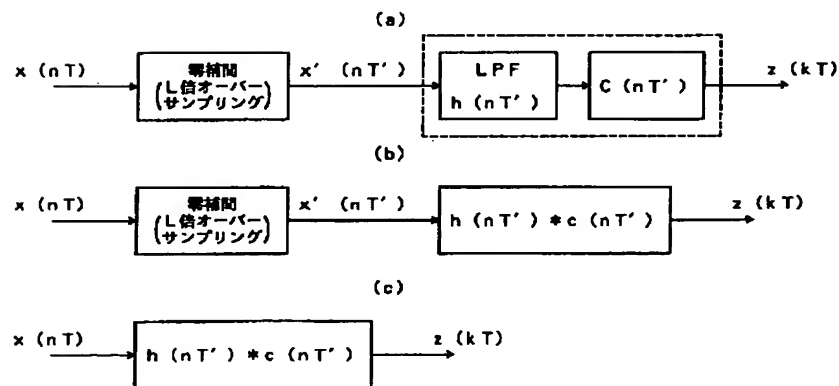 (a)
x (nT)
零補間
(L倍オーバー
サンプリング)
x′ (nT′)
LPF
h (nT′)
C (nT′)
z (kT)
(b)
x (nT)
零補間
(L倍オーバー
サンプリング)
x′ (nT′)
h (nT′) *c (nT′)
z (kT)
(c)
x (nT)
h (nT′) *c (nT′)
z (kT)